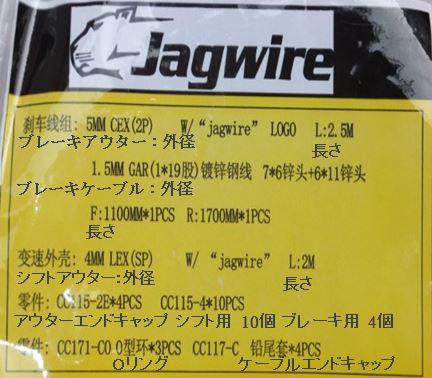 Jagwire
刹车线组: 5MM CEX(2P) W/“jagwire” LOGO L:2.5M
ブレーキアウター：外径 長さ
1.5MM GAR(1*19股)镀锌钢线 7*6锌头+6*11锌头
ブレーキケーブル：外径
F:1100MM*1PCS R:1700MM*1PCS
長さ
变速外壳: 4MM LEX(SP) W/“jagwire” L:2M
シフトアウター：外径 長さ
零件: CC115-2E*4PCS CC115-4*10PCS
アウターエンドキャップ シフト用 10個 ブレーキ用 4個
零件: CC171-CO O型环*3PCS CC117-C 铅尾套*4PCS
Oリング ケーブルエンドキャップ